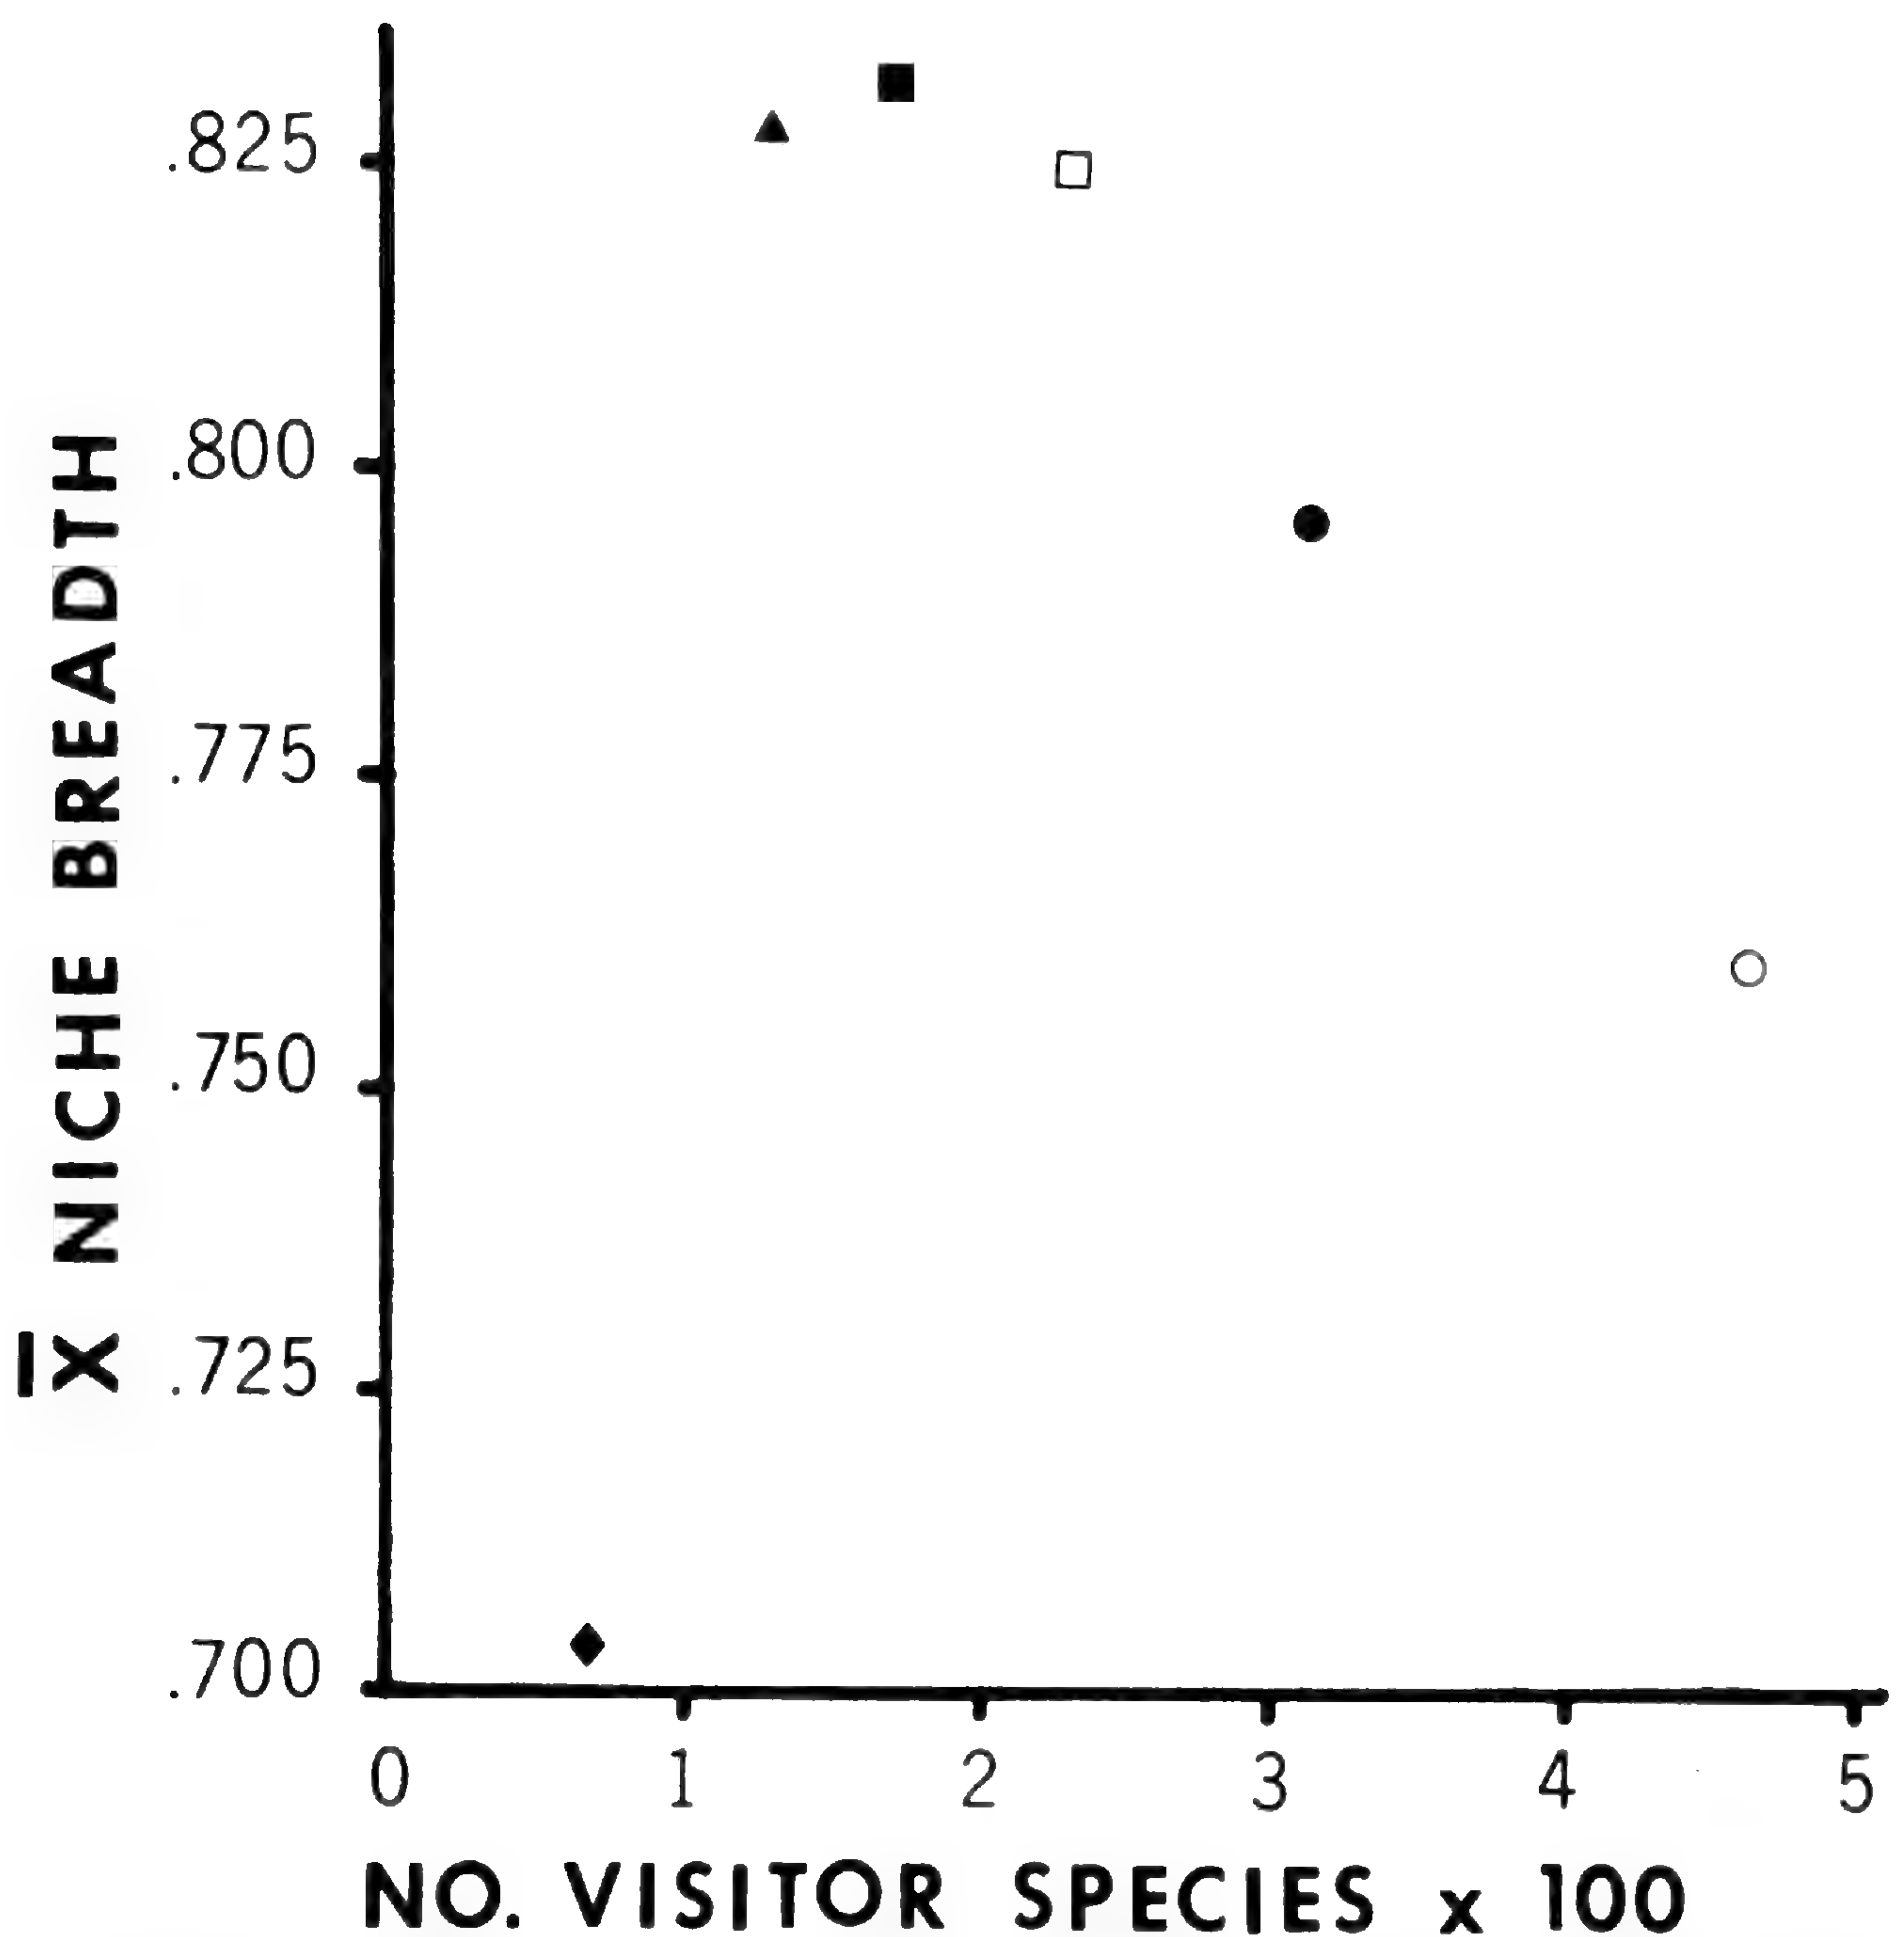 X̄ NICHE BREADTH
.825
.800
.775
.750
.725
.700
0 1 2 3 4 5
NO. VISITOR SPECIES x 100